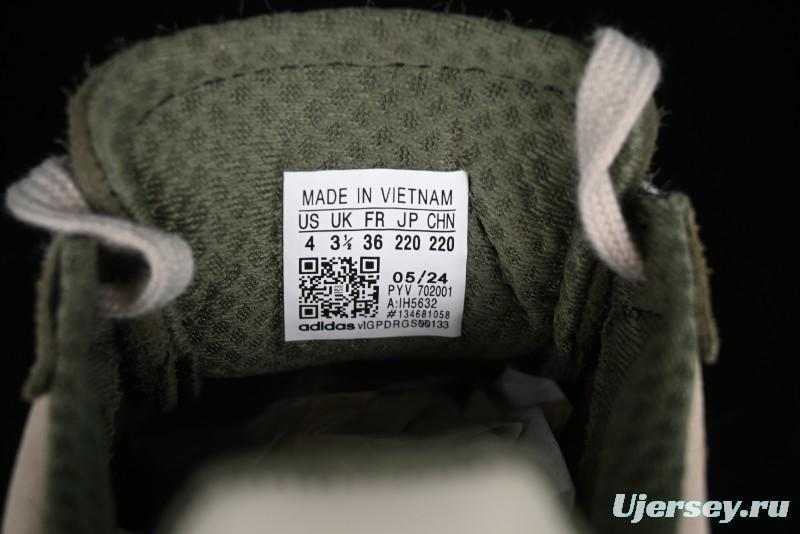 MADE IN VIETNAM
US UK FR JP CHN
4 3½ 36 220 220
05/24
PYV 702001
A:IH5632
#134681058
adidas vIGPDRGS00133
Ujersey.ru